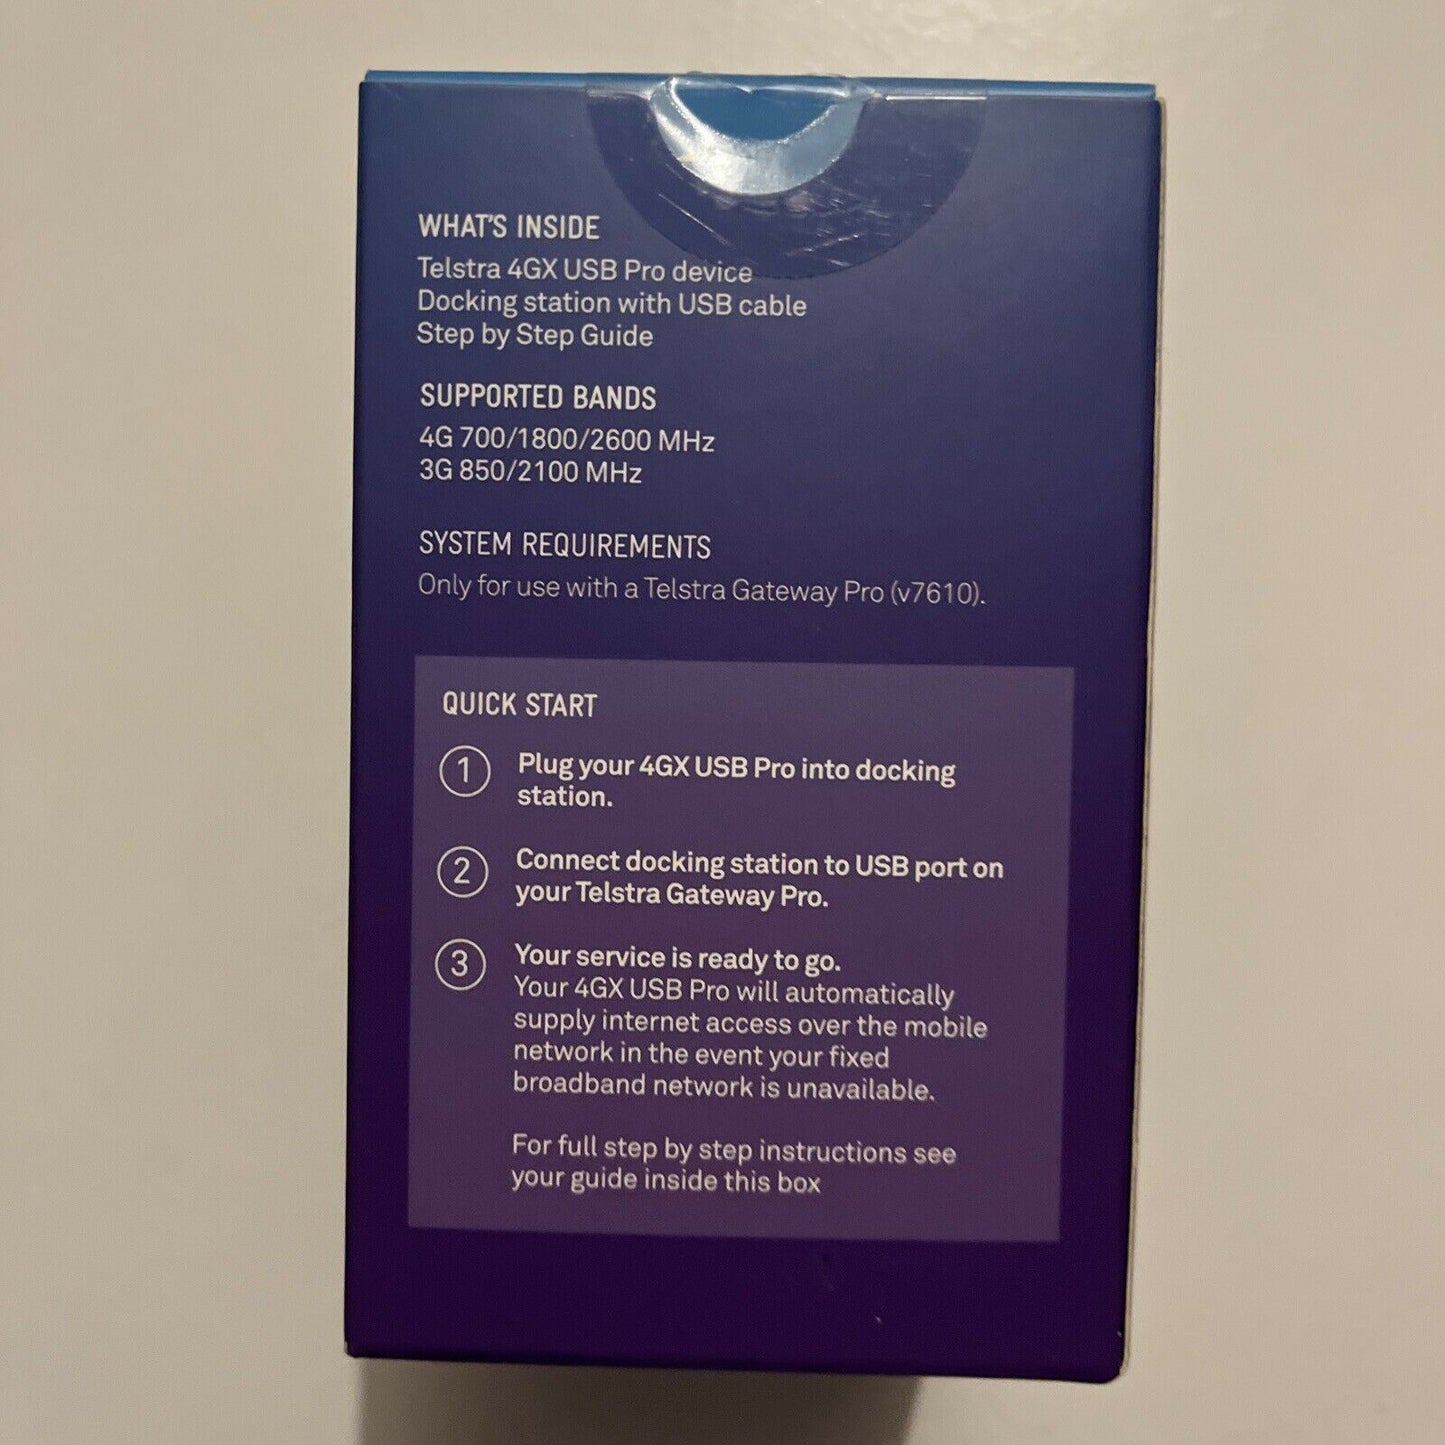 WHAT'S INSIDE
Telstra 4GX USB Pro device
Docking station with USB cable
Step by Step Guide
SUPPORTED BANDS
4G 700/1800/2600 MHz
3G 850/2100 MHz
SYSTEM REQUIREMENTS
Only for use with a Telstra Gateway Pro (v7610).
QUICK START
1 Plug your 4GX USB Pro into docking
station.
2 Connect docking station to USB port on
your Telstra Gateway Pro.
3 Your service is ready to go.
Your 4GX USB Pro will automatically
supply internet access over the mobile
network in the event your fixed
broadband network is unavailable.
For full step by step instructions see
your guide inside this box